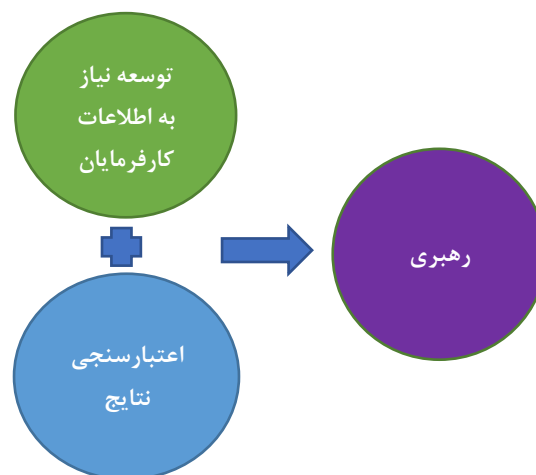 توسعه نیاز
به اطلاعات
کارفرمایان
رهبری
اعتبارسنجی
نتایج